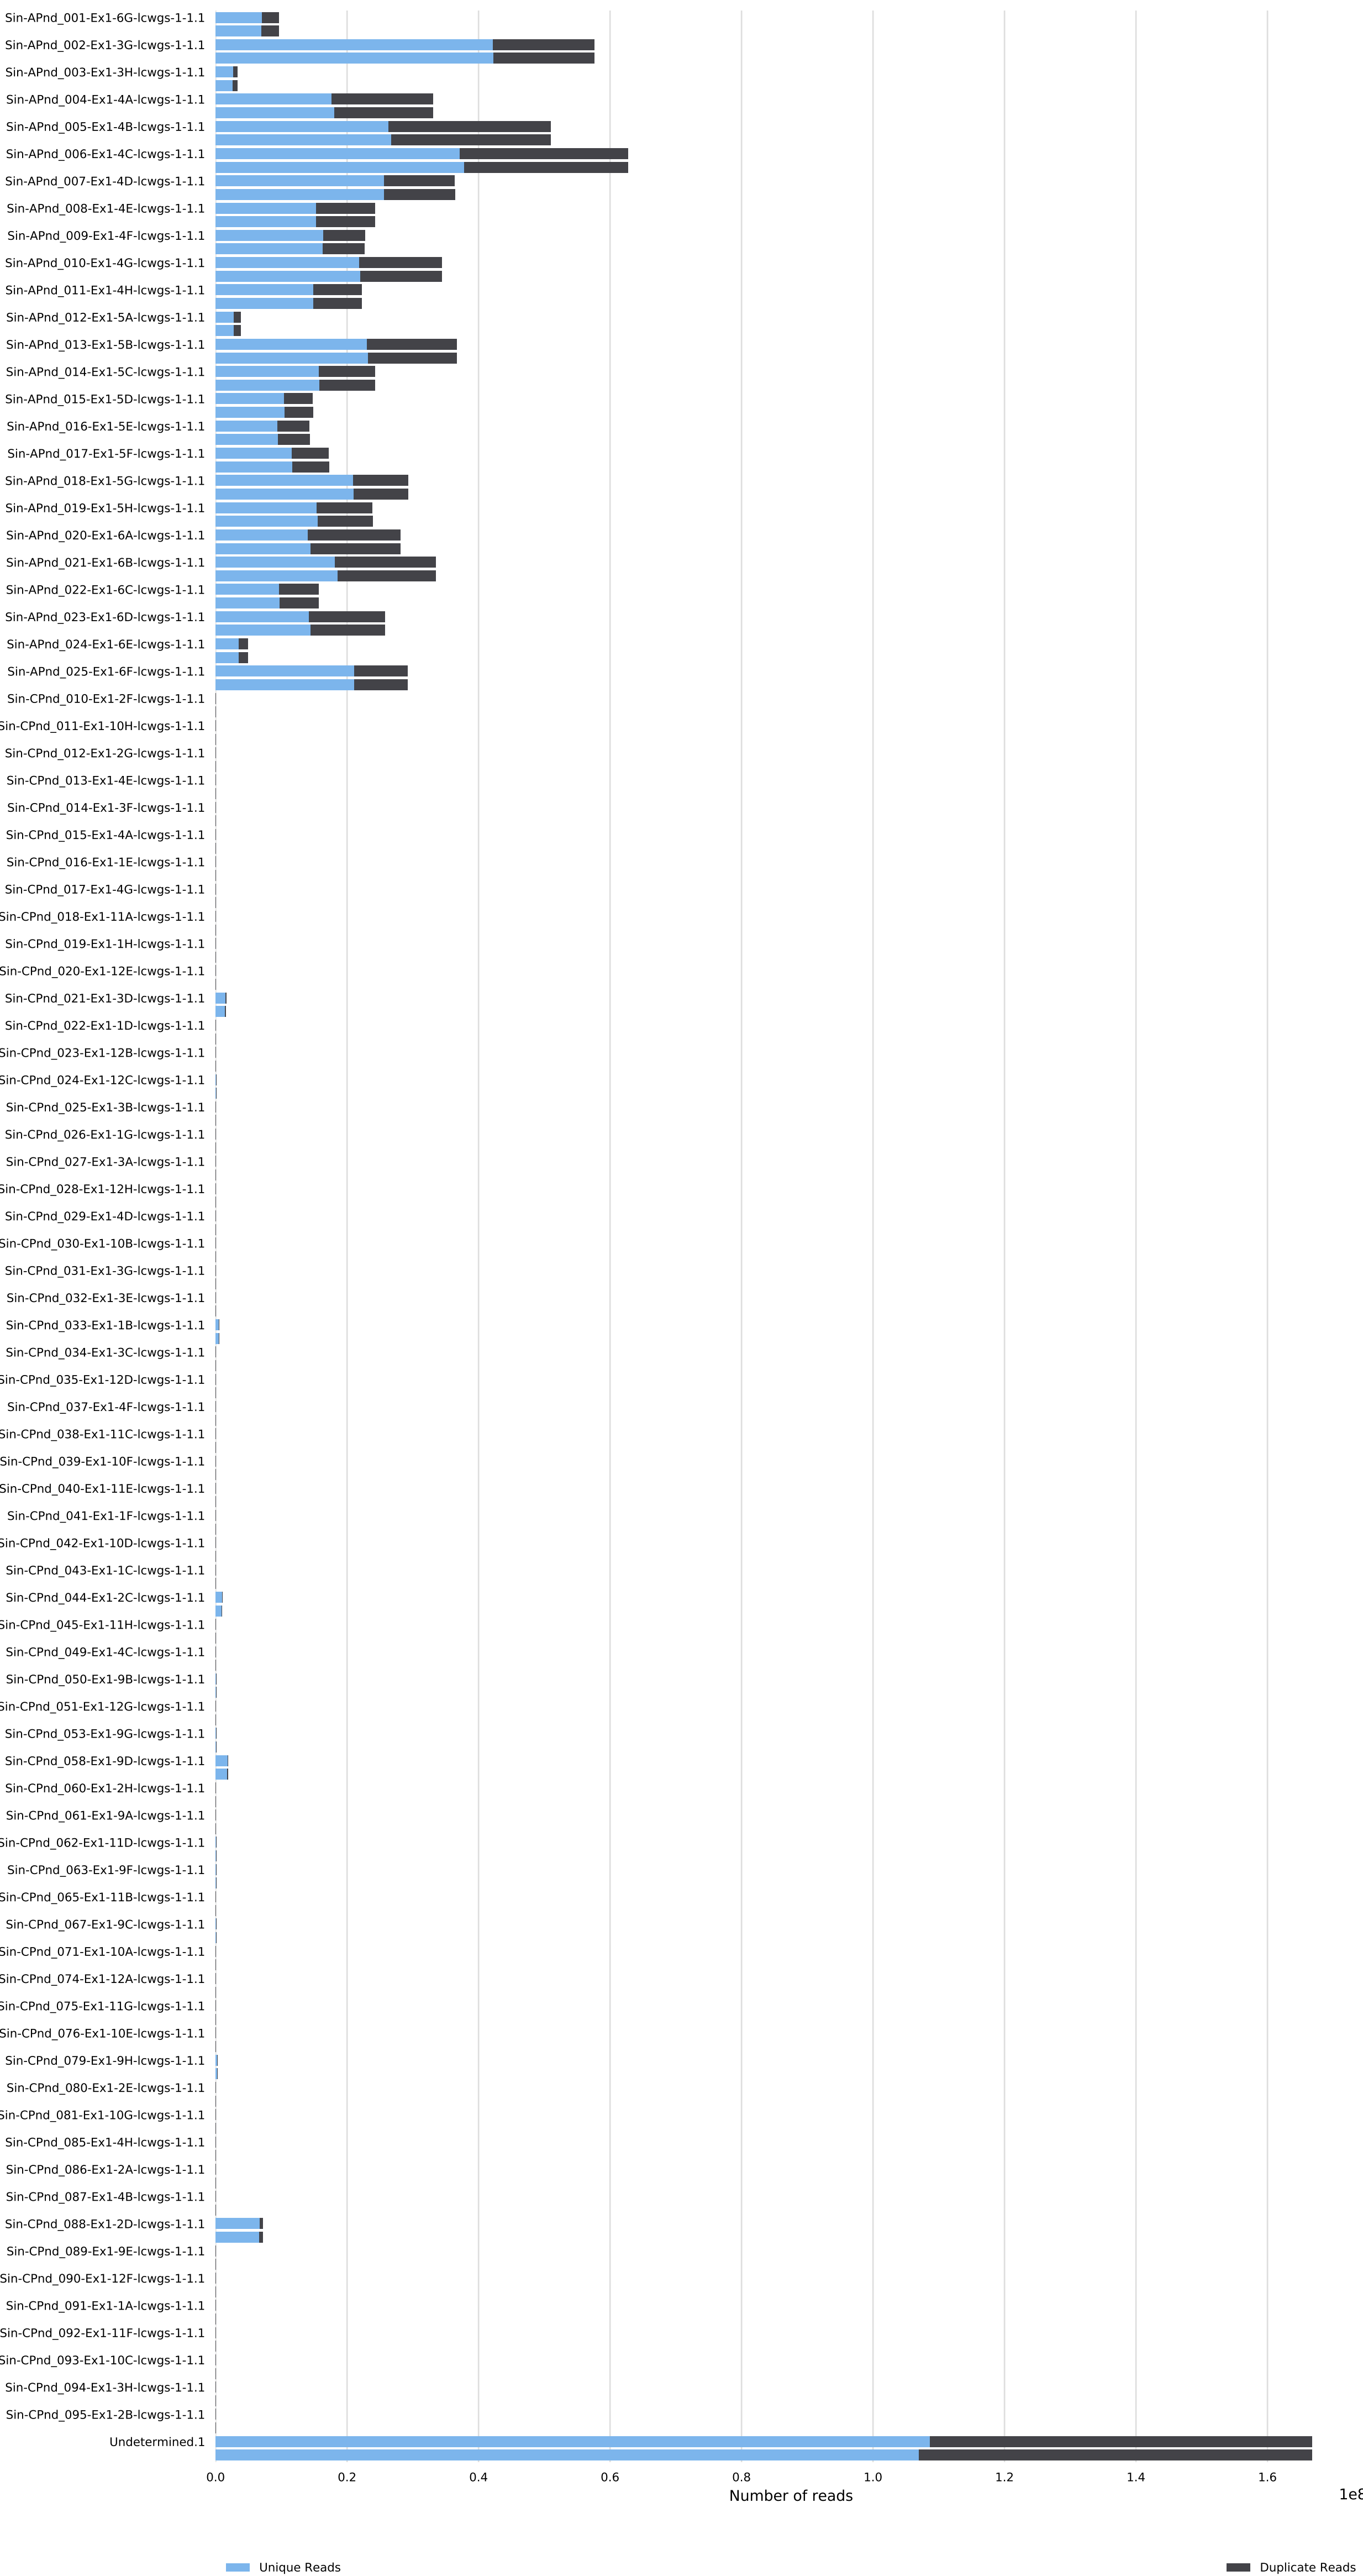 Sin-APnd_001-Ex1-6G-lcwgs-1-1.1
Sin-APnd_002-Ex1-3G-lcwgs-1-1.1
Sin-APnd_003-Ex1-3H-lcwgs-1-1.1
Sin-APnd_004-Ex1-4A-lcwgs-1-1.1
Sin-APnd_005-Ex1-4B-lcwgs-1-1.1
Sin-APnd_006-Ex1-4C-lcwgs-1-1.1
Sin-APnd_007-Ex1-4D-lcwgs-1-1.1
Sin-APnd_008-Ex1-4E-lcwgs-1-1.1
Sin-APnd_009-Ex1-4F-lcwgs-1-1.1
Sin-APnd_010-Ex1-4G-lcwgs-1-1.1
Sin-APnd_011-Ex1-4H-lcwgs-1-1.1
Sin-APnd_012-Ex1-5A-lcwgs-1-1.1
Sin-APnd_013-Ex1-5B-lcwgs-1-1.1
Sin-APnd_014-Ex1-5C-lcwgs-1-1.1
Sin-APnd_015-Ex1-5D-lcwgs-1-1.1
Sin-APnd_016-Ex1-5E-lcwgs-1-1.1
Sin-APnd_017-Ex1-5F-lcwgs-1-1.1
Sin-APnd_018-Ex1-5G-lcwgs-1-1.1
Sin-APnd_019-Ex1-5H-lcwgs-1-1.1
Sin-APnd_020-Ex1-6A-lcwgs-1-1.1
Sin-APnd_021-Ex1-6B-lcwgs-1-1.1
Sin-APnd_022-Ex1-6C-lcwgs-1-1.1
Sin-APnd_023-Ex1-6D-lcwgs-1-1.1
Sin-APnd_024-Ex1-6E-lcwgs-1-1.1
Sin-APnd_025-Ex1-6F-lcwgs-1-1.1
Sin-CPnd_010-Ex1-2F-lcwgs-1-1.1
Sin-CPnd_011-Ex1-10H-lcwgs-1-1.1
Sin-CPnd_012-Ex1-2G-lcwgs-1-1.1
Sin-CPnd_013-Ex1-4E-lcwgs-1-1.1
Sin-CPnd_014-Ex1-3F-lcwgs-1-1.1
Sin-CPnd_015-Ex1-4A-lcwgs-1-1.1
Sin-CPnd_016-Ex1-1E-lcwgs-1-1.1
Sin-CPnd_017-Ex1-4G-lcwgs-1-1.1
Sin-CPnd_018-Ex1-11A-lcwgs-1-1.1
Sin-CPnd_019-Ex1-1H-lcwgs-1-1.1
Sin-CPnd_020-Ex1-12E-lcwgs-1-1.1
Sin-CPnd_021-Ex1-3D-lcwgs-1-1.1
Sin-CPnd_022-Ex1-1D-lcwgs-1-1.1
Sin-CPnd_023-Ex1-12B-lcwgs-1-1.1
Sin-CPnd_024-Ex1-12C-lcwgs-1-1.1
Sin-CPnd_025-Ex1-3B-lcwgs-1-1.1
Sin-CPnd_026-Ex1-1G-lcwgs-1-1.1
Sin-CPnd_027-Ex1-3A-lcwgs-1-1.1
Sin-CPnd_028-Ex1-12H-lcwgs-1-1.1
Sin-CPnd_029-Ex1-4D-lcwgs-1-1.1
Sin-CPnd_030-Ex1-10B-lcwgs-1-1.1
Sin-CPnd_031-Ex1-3G-lcwgs-1-1.1
Sin-CPnd_032-Ex1-3E-lcwgs-1-1.1
Sin-CPnd_033-Ex1-1B-lcwgs-1-1.1
Sin-CPnd_034-Ex1-3C-lcwgs-1-1.1
Sin-CPnd_035-Ex1-12D-lcwgs-1-1.1
Sin-CPnd_037-Ex1-4F-lcwgs-1-1.1
Sin-CPnd_038-Ex1-11C-lcwgs-1-1.1
Sin-CPnd_039-Ex1-10F-lcwgs-1-1.1
Sin-CPnd_040-Ex1-11E-lcwgs-1-1.1
Sin-CPnd_041-Ex1-1F-lcwgs-1-1.1
Sin-CPnd_042-Ex1-10D-lcwgs-1-1.1
Sin-CPnd_043-Ex1-1C-lcwgs-1-1.1
Sin-CPnd_044-Ex1-2C-lcwgs-1-1.1
Sin-CPnd_045-Ex1-11H-lcwgs-1-1.1
Sin-CPnd_049-Ex1-4C-lcwgs-1-1.1
Sin-CPnd_050-Ex1-9B-lcwgs-1-1.1
Sin-CPnd_051-Ex1-12G-lcwgs-1-1.1
Sin-CPnd_053-Ex1-9G-lcwgs-1-1.1
Sin-CPnd_058-Ex1-9D-lcwgs-1-1.1
Sin-CPnd_060-Ex1-2H-lcwgs-1-1.1
Sin-CPnd_061-Ex1-9A-lcwgs-1-1.1
Sin-CPnd_062-Ex1-11D-lcwgs-1-1.1
Sin-CPnd_063-Ex1-9F-lcwgs-1-1.1
Sin-CPnd_065-Ex1-11B-lcwgs-1-1.1
Sin-CPnd_067-Ex1-9C-lcwgs-1-1.1
Sin-CPnd_071-Ex1-10A-lcwgs-1-1.1
Sin-CPnd_074-Ex1-12A-lcwgs-1-1.1
Sin-CPnd_075-Ex1-11G-lcwgs-1-1.1
Sin-CPnd_076-Ex1-10E-lcwgs-1-1.1
Sin-CPnd_079-Ex1-9H-lcwgs-1-1.1
Sin-CPnd_080-Ex1-2E-lcwgs-1-1.1
Sin-CPnd_081-Ex1-10G-lcwgs-1-1.1
Sin-CPnd_085-Ex1-4H-lcwgs-1-1.1
Sin-CPnd_086-Ex1-2A-lcwgs-1-1.1
Sin-CPnd_087-Ex1-4B-lcwgs-1-1.1
Sin-CPnd_088-Ex1-2D-lcwgs-1-1.1
Sin-CPnd_089-Ex1-9E-lcwgs-1-1.1
Sin-CPnd_090-Ex1-12F-lcwgs-1-1.1
Sin-CPnd_091-Ex1-1A-lcwgs-1-1.1
Sin-CPnd_092-Ex1-11F-lcwgs-1-1.1
Sin-CPnd_093-Ex1-10C-lcwgs-1-1.1
Sin-CPnd_094-Ex1-3H-lcwgs-1-1.1
Sin-CPnd_095-Ex1-2B-lcwgs-1-1.1
Undetermined.1
0.0 0.2 0.4 0.6 0.8 1.0 1.2 1.4 1.6
Number of reads
1e8
Unique Reads
Duplicate Reads